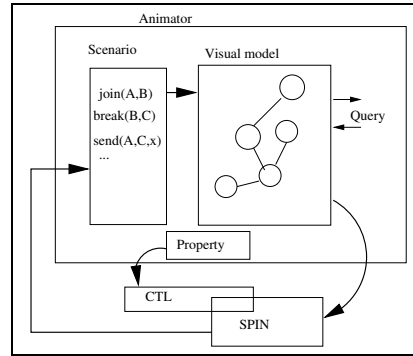 Animator
Scenario
Visual model
join(A,B)
break(B,C)
send(A,C,x)
...
Query
Property
CTL
SPIN